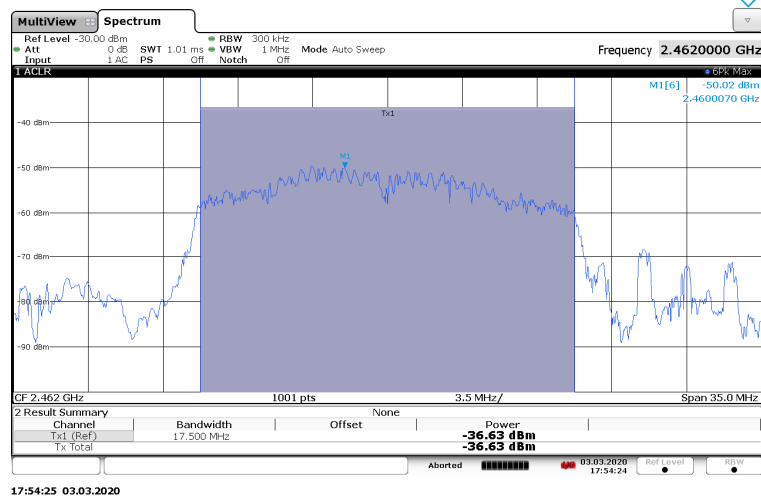 MultiView Spectrum
Ref Level -30.00 dBm RBW 300 kHz
Att 0 dB SWT 1.01 ms VBW 1 MHz Mode Auto Sweep Frequency 2.4620000 GHz
Input 1 AC PS Off Notch Off
1 ACLR 6Pk Max
M1[6] -50.02 dBm
2.4600070 GHz
Tx1
-40 dBm
M1
-50 dBm
-60 dBm
-70 dBm
-80 dBm
-90 dBm
CF 2.462 GHz 1001 pts 3.5 MHz/ Span 35.0 MHz
2 Result Summary None
Channel Bandwidth Offset Power
Tx1 (Ref) 17.500 MHz -36.63 dBm
Tx Total -36.63 dBm
Aborted 03.03.2020 Ref Level RBW
17:54:24
17:54:25 03.03.2020